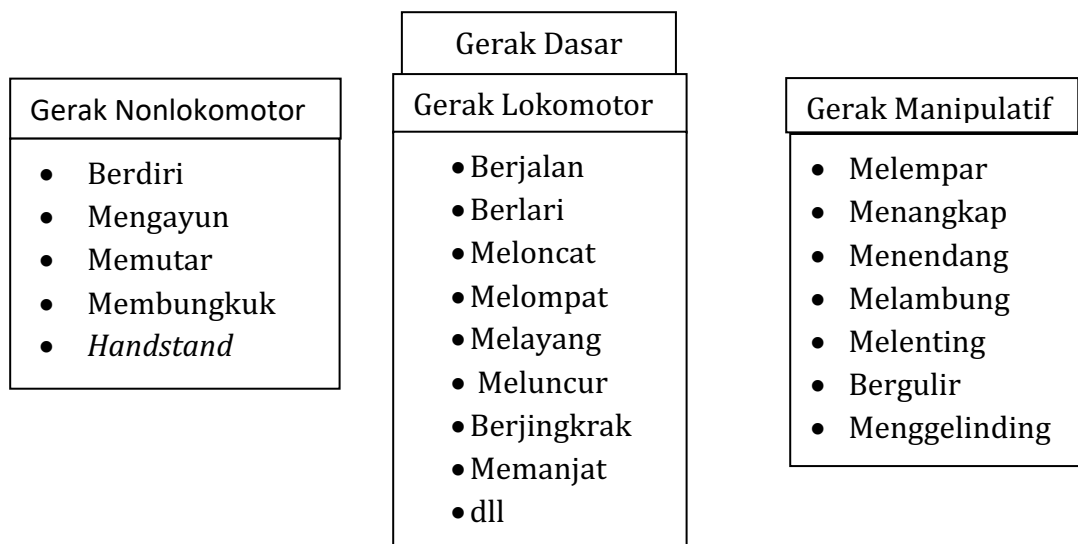 Gerak Dasar
Gerak Nonlokomotor
• Berdiri
• Mengayun
• Memutar
• Membungkuk
• Handstand
Gerak Lokomotor
• Berjalan
• Berlari
• Meloncat
• Melompat
• Melayang
• Meluncur
• Berjingkrak
• Memanjat
• dll
Gerak Manipulatif
• Melempar
• Menangkap
• Menendang
• Melambung
• Melenting
• Bergulir
• Menggelinding